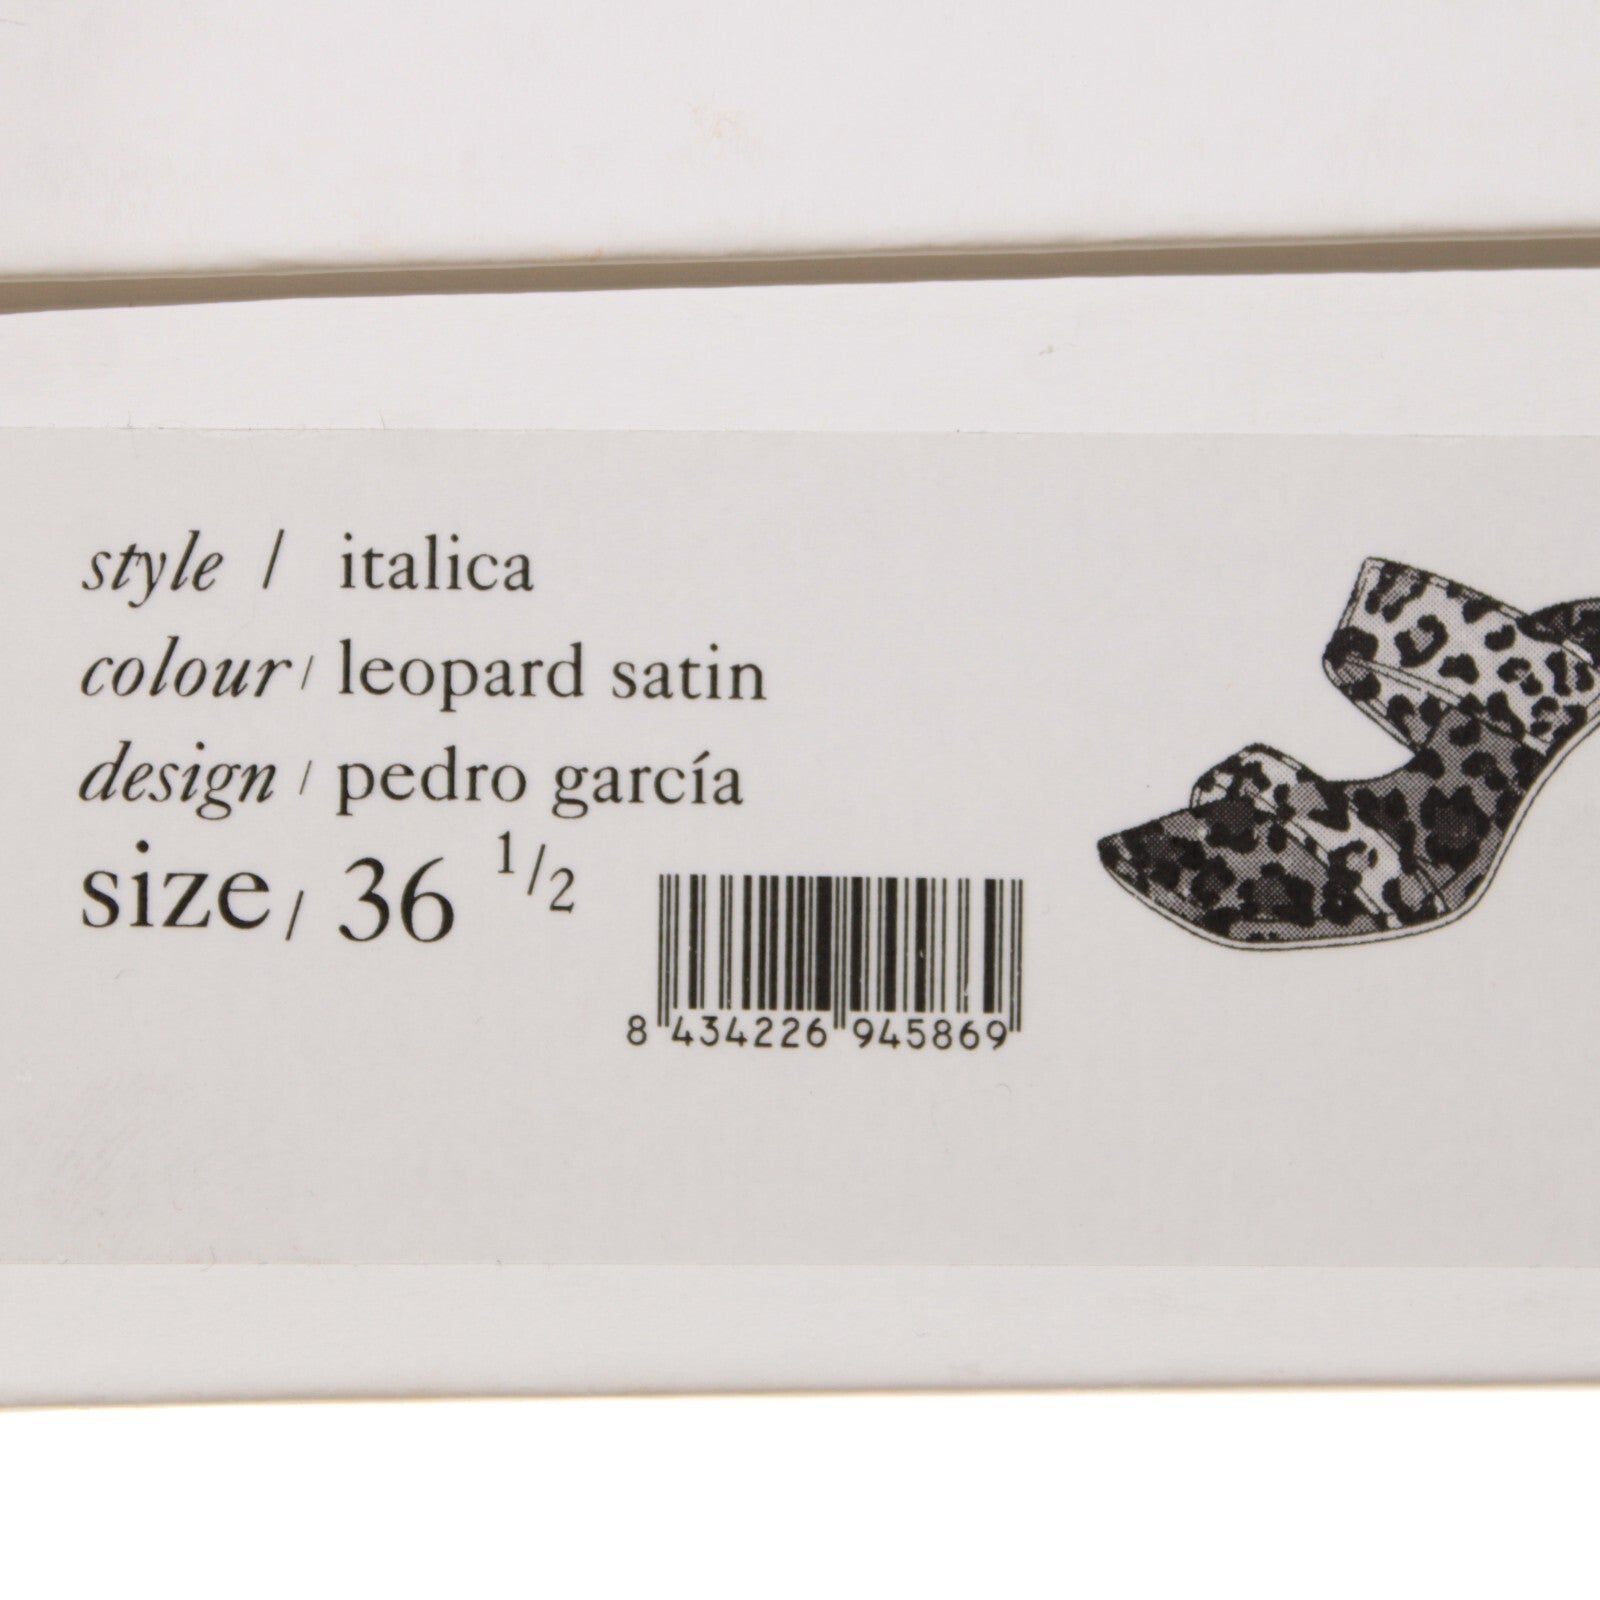 style / italica
colour / leopard satin
design / pedro garcía
size / 36 1/2
8 434226 945869